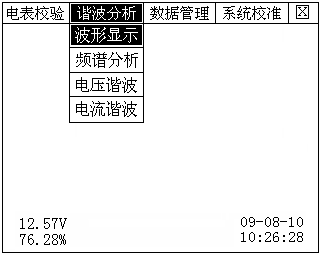 电表校验 谐波分析 数据管理 系统校准 ☒
波形显示
频谱分析
电压谐波
电流谐波
12.57V 09-08-10
76.28% 10:26:28